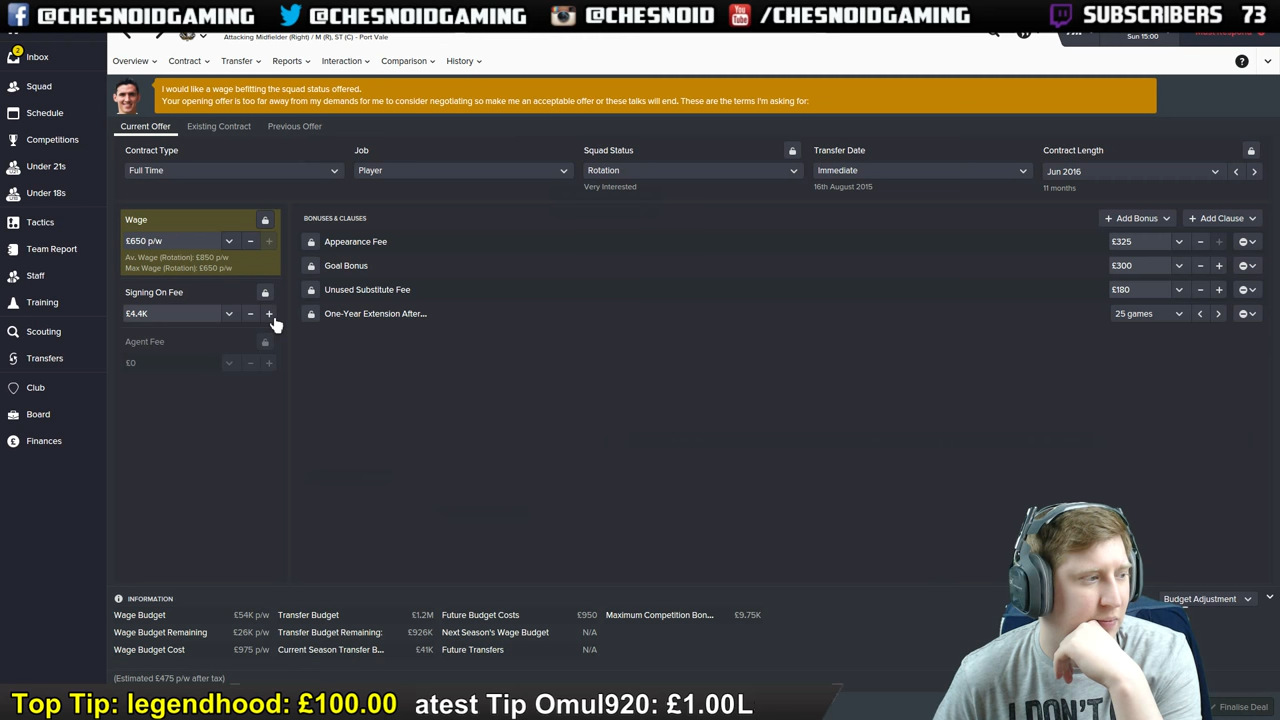 @CHESNOIDGAMING @CHESNOIDGAMING @CHESNOID /CHESNOIDGAMING SUBSCRIBERS 73
Attacking Midfielder (Right) / M (R), ST (C) - Port Vale
Sun 15:00
Must Respond
2
Inbox
Squad
Schedule
Competitions
Under 21s
Under 18s
Tactics
Team Report
Staff
Training
Scouting
Transfers
Club
Board
Finances
Overview Contract Transfer Reports Interaction Comparison History
I would like a wage befitting the squad status offered.
Your opening offer is too far away from my demands for me to consider negotiating so make me an acceptable offer or these talks will end. These are the terms I'm asking for:
Current Offer Existing Contract Previous Offer
Contract Type Job Squad Status Transfer Date Contract Length
Full Time Player Rotation Immediate Jun 2016
Very Interested 16th August 2015 11 months
Wage
£650 p/w
Av. Wage (Rotation): £850 p/w
Max Wage (Rotation): £650 p/w
Signing On Fee
£4.4K
Agent Fee
£0
BONUSES & CLAUSES + Add Bonus + Add Clause
Appearance Fee £325
Goal Bonus £300
Unused Substitute Fee £180
One-Year Extension After... 25 games
INFORMATION Budget Adjustment
Wage Budget £54K p/w Transfer Budget £1.2M Future Budget Costs £950 Maximum Competition Bon... £9.75K
Wage Budget Remaining £26K p/w Transfer Budget Remaining: £926K Next Season's Wage Budget N/A
Wage Budget Cost £975 p/w Current Season Transfer B... £41K Future Transfers N/A
(Estimated £475 p/w after tax)
Top Tip: legendhood: £100.00 atest Tip Omul920: £1.00L
Finalise Deal
I DON'T